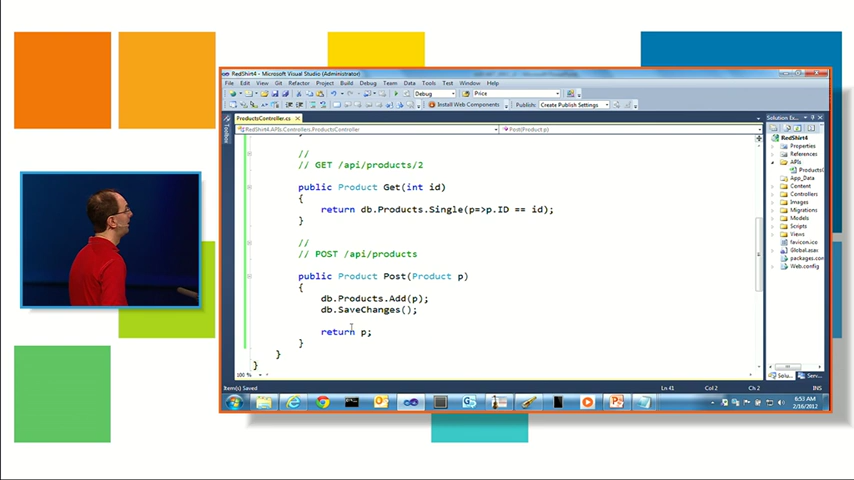 RedShirt4 - Microsoft Visual Studio (Administrator)
File Edit View Git Refactor Project Build Debug Team Data Tools Test Window Help
Debug
Price
Install Web Components
Publish: Create Publish Settings
ProductsController.cs
RedShirt4.APIs.Controllers.ProductsController
Post(Product p)
Toolbox
//
// GET /api/products/2
public Product Get(int id)
{
return db.Products.Single(p=>p.ID == id);
}
//
// POST /api/products
public Product Post(Product p)
{
db.Products.Add(p);
db.SaveChanges();
return p;
}
}
}
100 %
Solution E...
RedShirt4
Properties
References
APIs
Products
App_Data
Content
Controllers
Images
Migrations
Models
Scripts
Views
favicon.ico
Global.asax
packages.con
Web.config
Solu...
Serv...
Item(s) Saved
Ln 41
Col 2
Ch 2
INS
6:53 AM
2/16/2012